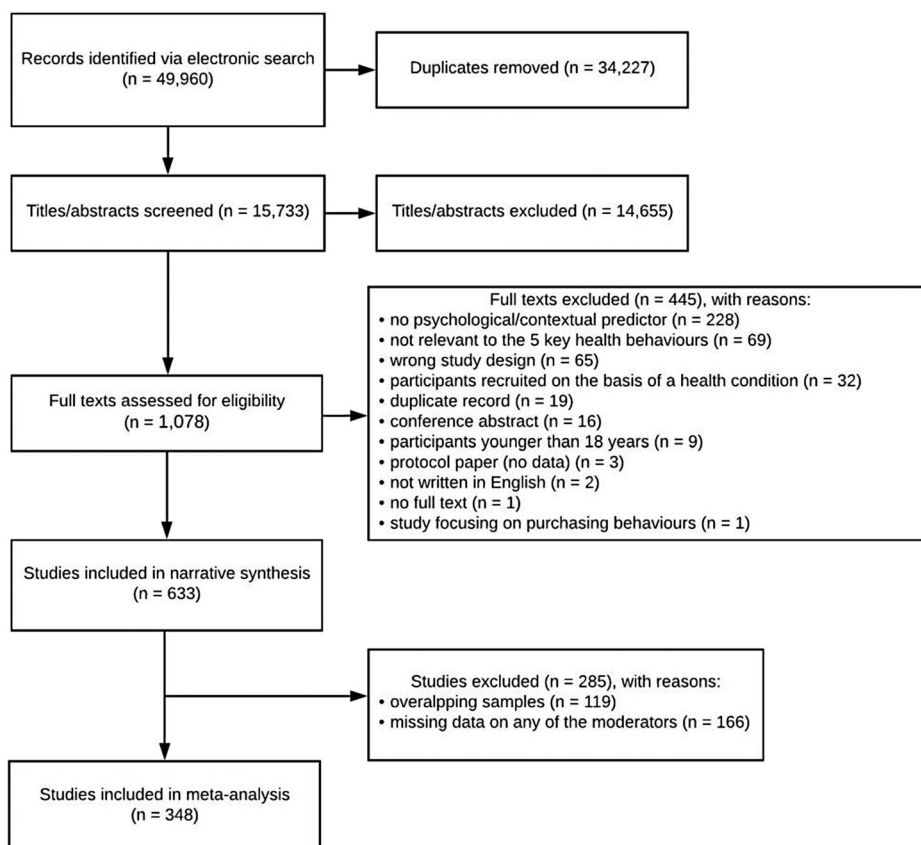 Records identified via electronic search
(n = 49,960)
Duplicates removed (n = 34,227)
Titles/abstracts screened (n = 15,733)
Titles/abstracts excluded (n = 14,655)
Full texts assessed for eligibility
(n = 1,078)
Full texts excluded (n = 445), with reasons:
• no psychological/contextual predictor (n = 228)
• not relevant to the 5 key health behaviours (n = 69)
• wrong study design (n = 65)
• participants recruited on the basis of a health condition (n = 32)
• duplicate record (n = 19)
• conference abstract (n = 16)
• participants younger than 18 years (n = 9)
• protocol paper (no data) (n = 3)
• not written in English (n = 2)
• no full text (n = 1)
• study focusing on purchasing behaviours (n = 1)
Studies included in narrative synthesis
(n = 633)
Studies excluded (n = 285), with reasons:
• overalpping samples (n = 119)
• missing data on any of the moderators (n = 166)
Studies included in meta-analysis
(n = 348)